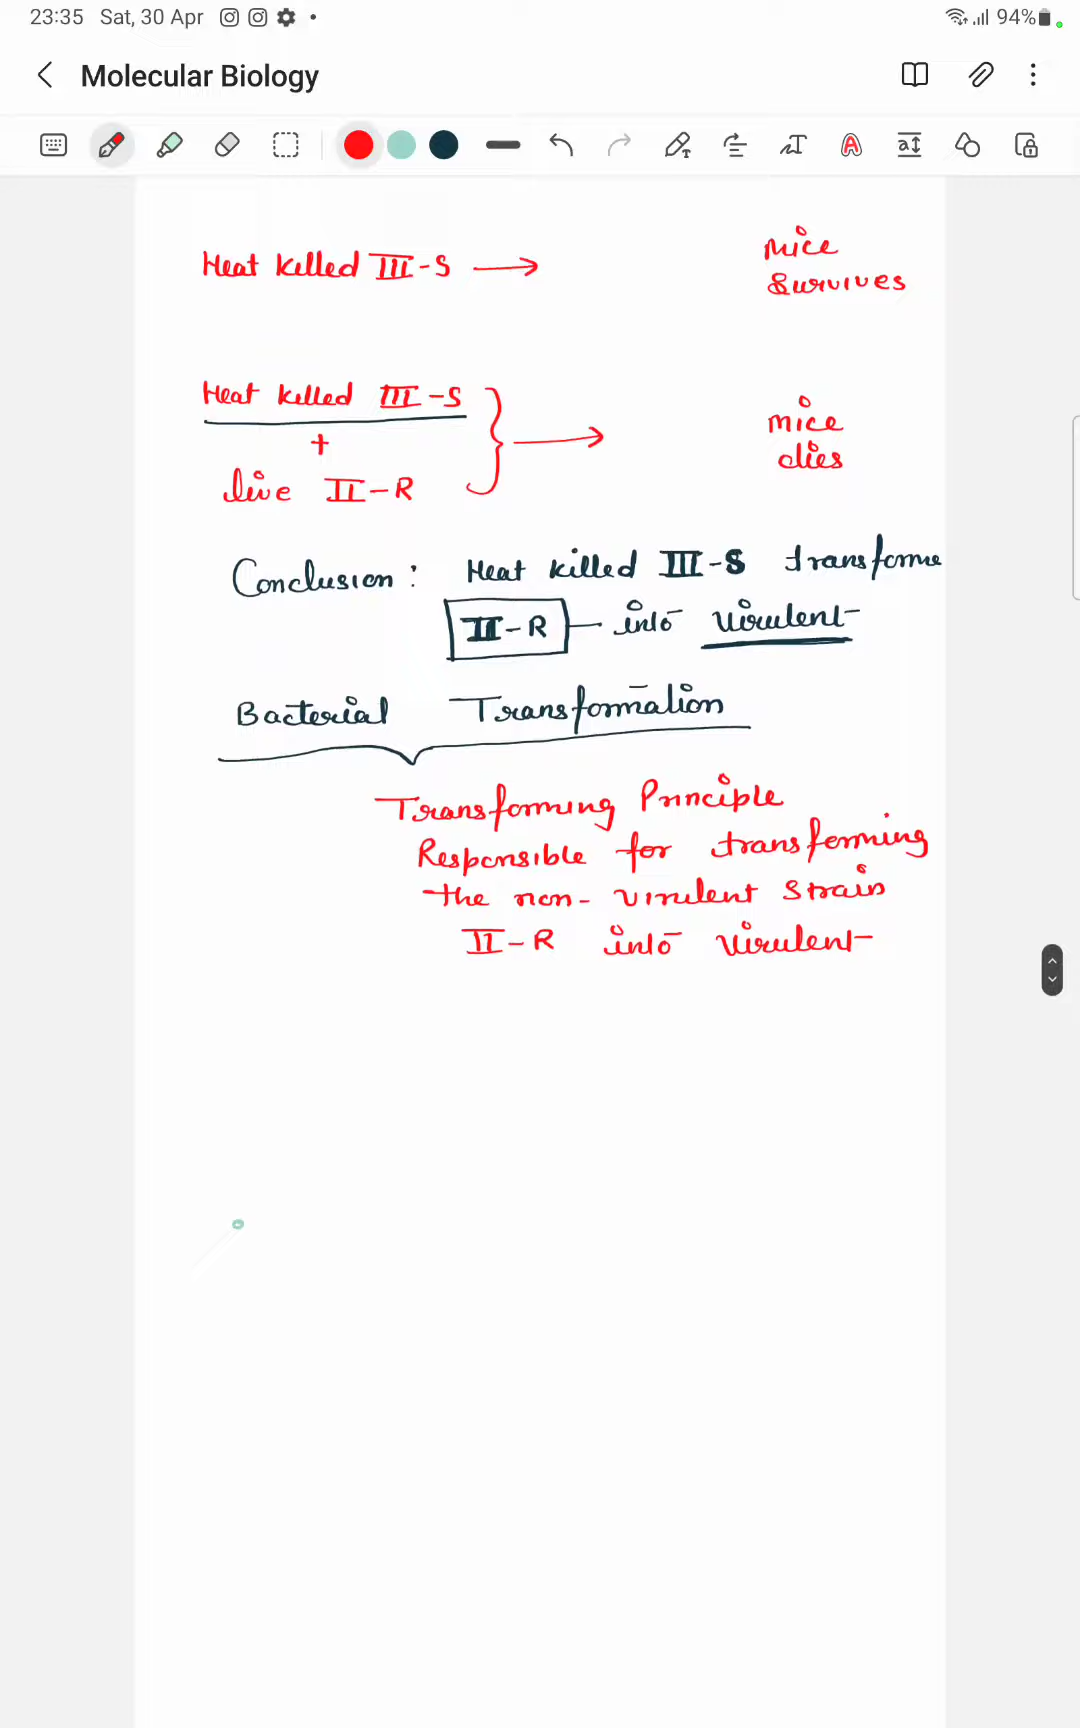 23:35 Sat, 30 Apr 94%
Molecular Biology
Heat killed III-S → mice survives
Heat killed III-S
+
live II-R
→ mice dies
Conclusion: Heat killed III-S transforme
II-R into virulent
Bacterial Transformation
Transforming Principle
Responsible for transforming
the non-virulent strain
II-R into virulent